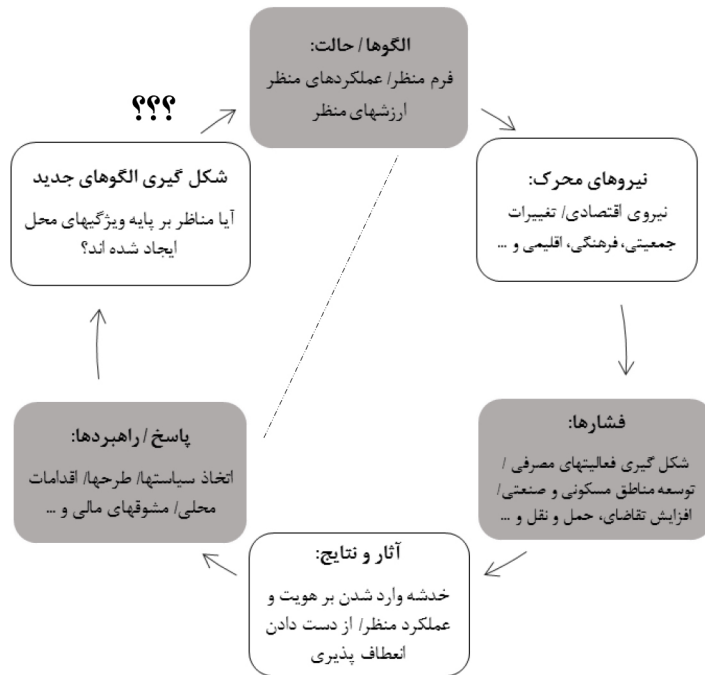 الگوها / حالت:
فرم منظر/ عملکردهای منظر
ارزشهای منظر
نیروهای محرک:
نیروی اقتصادی/ تغییرات
جمعیتی، فرهنگی، اقلیمی و ...
فشارها:
شکل گیری فعالیتهای مصرفی /
توسعه مناطق مسکونی و صنعتی/
افزایش تقاضای، حمل و نقل و ...
آثار و نتایج:
خدشه وارد شدن بر هویت و
عملکرد منظر/ از دست دادن
انعطاف پذیری
پاسخ / راهبردها:
اتخاذ سیاستها/ طرحها/ اقدامات
محلی/ مشوقهای مالی و ...
شکل گیری الگوهای جدید
آیا مناظر بر پایه ویژگیهای محل
ایجاد شده اند؟
؟؟؟